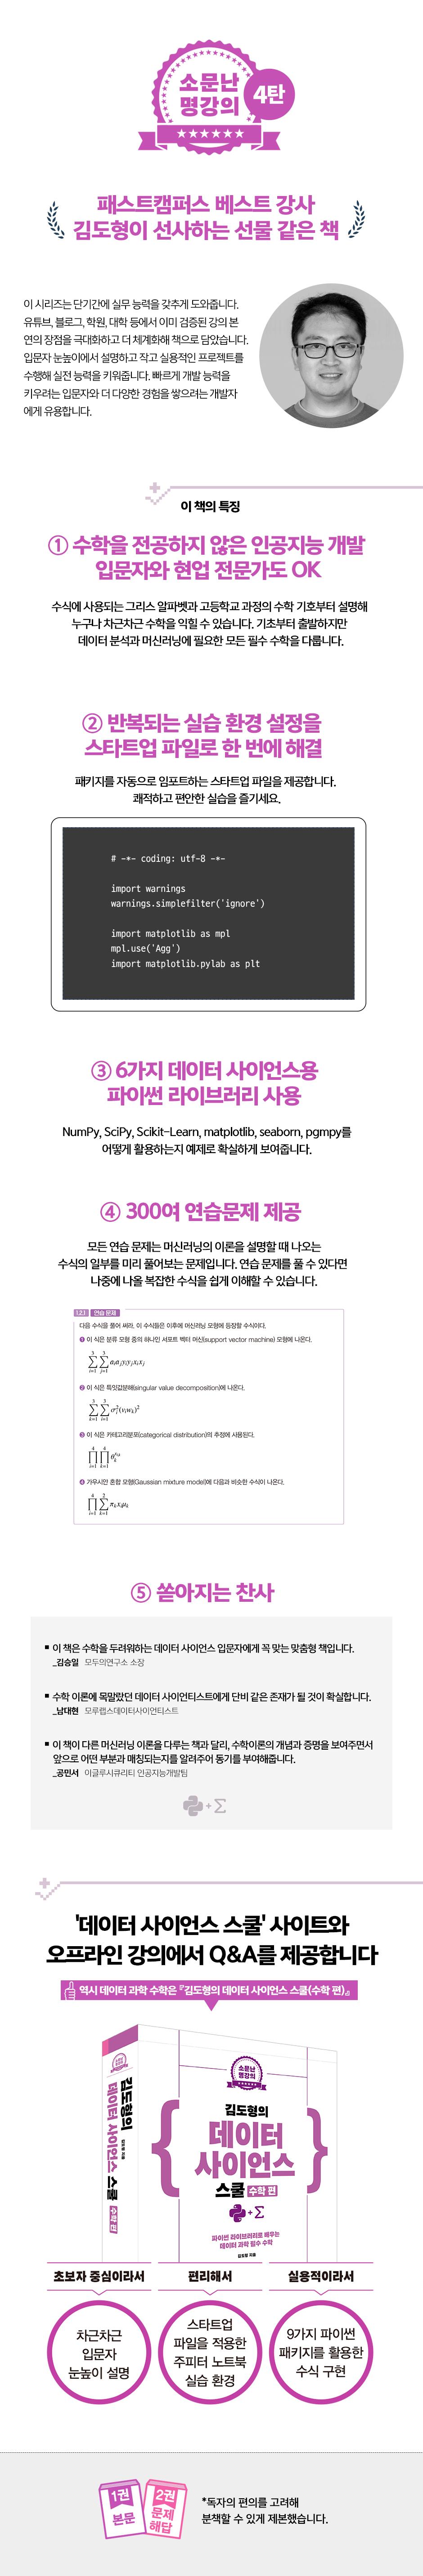 소문난
명강의
4탄
패스트캠퍼스 베스트 강사
김도형이 선사하는 선물 같은 책
이 시리즈는 단기간에 실무 능력을 갖추게 도와줍니다.
유튜브, 블로그, 학원, 대학 등에서 이미 검증된 강의 본
연의 장점을 극대화하고 더 체계화해 책으로 담았습니다.
입문자 눈높이에서 설명하고 작고 실용적인 프로젝트를
수행해 실전 능력을 키워줍니다. 빠르게 개발 능력을
키우려는 입문자와 더 다양한 경험을 쌓으려는 개발자
에게 유용합니다.
이 책의 특징
① 수학을 전공하지 않은 인공지능 개발
입문자와 현업 전문가도 OK
수식에 사용되는 그리스 알파벳과 고등학교 과정의 수학 기호부터 설명해
누구나 차근차근 수학을 익힐 수 있습니다. 기초부터 출발하지만
데이터 분석과 머신러닝에 필요한 모든 필수 수학을 다룹니다.
② 반복되는 실습 환경 설정을
스타트업 파일로 한 번에 해결
패키지를 자동으로 임포트하는 스타트업 파일을 제공합니다.
쾌적하고 편안한 실습을 즐기세요.
# -*- coding: utf-8 -*-
import warnings
warnings.simplefilter('ignore')
import matplotlib as mpl
mpl.use('Agg')
import matplotlib.pylab as plt
③ 6가지 데이터 사이언스용
파이썬 라이브러리 사용
NumPy, SciPy, Scikit-Learn, matplotlib, seaborn, pgmpy를
어떻게 활용하는지 예제로 확실하게 보여줍니다.
④ 300여 연습문제 제공
모든 연습 문제는 머신러닝의 이론을 설명할 때 나오는
수식의 일부를 미리 풀어보는 문제입니다. 연습 문제를 풀 수 있다면
나중에 나올 복잡한 수식을 쉽게 이해할 수 있습니다.
1.2.1 연습 문제
다음 수식을 풀어 써라. 이 수식들은 이후에 머신러닝 모형에 등장할 수식이다.
❶ 이 식은 분류 모형 중의 하나인 서포트 벡터 머신(support vector machine) 모형에 나온다.
∑_{i=1}^{3} ∑_{j=1}^{3} a_i a_j y_i y_j x_i x_j
❷ 이 식은 특잇값분해(singular value decomposition)에 나온다.
∑_{k=1}^{3} ∑_{i=1}^{3} σ_i^2 (v_i w_k)^2
❸ 이 식은 카테고리분포(categorical distribution)의 추정에 사용된다.
∏_{i=1}^{4} ∏_{k=1}^{4} θ_k^{x_{i,k}}
❹ 가우시안 혼합 모형(Gaussian mixture model)에 다음과 비슷한 수식이 나온다.
∏_{i=1}^{4} ∑_{k=1}^{2} π_k x_i μ_k
⑤ 쏟아지는 찬사
▪ 이 책은 수학을 두려워하는 데이터 사이언스 입문자에게 꼭 맞는 맞춤형 책입니다.
_김승일 모두의연구소 소장
▪ 수학 이론에 목말랐던 데이터 사이언티스트에게 단비 같은 존재가 될 것이 확실합니다.
_남대현 모루랩스데이터사이언티스트
▪ 이 책이 다른 머신러닝 이론을 다루는 책과 달리, 수학이론의 개념과 증명을 보여주면서
앞으로 어떤 부분과 매칭되는지를 알려주어 동기를 부여해줍니다.
_공민서 이글루시큐리티 인공지능개발팀
+ Σ
'데이터 사이언스 스쿨' 사이트와
오프라인 강의에서 Q&A를 제공합니다
역시 데이터 과학 수학은 『김도형의 데이터 사이언스 스쿨(수학 편)』
소문난
명강의
김도형의
데이터 사이언스 스쿨
수학 편
소문난
명강의
김도형의
데이터
사이언스
스쿨 수학 편
+ Σ
파이썬 라이브러리로 배우는
데이터 과학 필수 수학
김도형 지음
초보자 중심이라서
편리해서
실용적이라서
차근차근
입문자
눈높이 설명
스타트업
파일을 적용한
주피터 노트북
실습 환경
9가지 파이썬
패키지를 활용한
수식 구현
1권
본문
2권
문제
해답
*독자의 편의를 고려해
분책할 수 있게 제본했습니다.